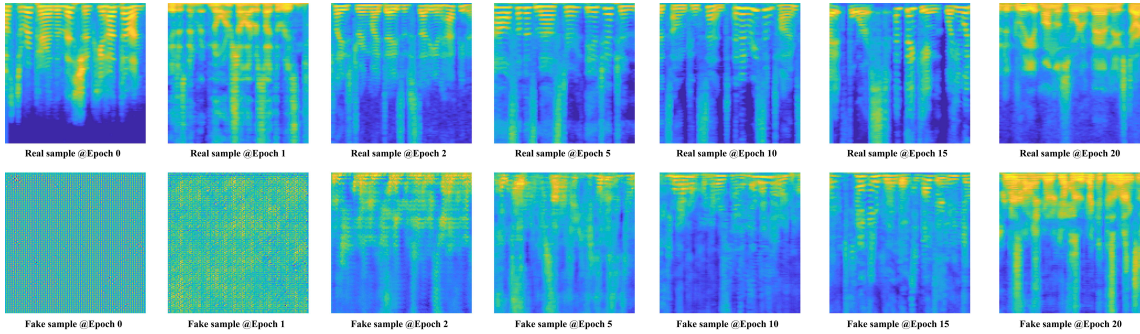 Real sample @Epoch 0
Real sample @Epoch 1
Real sample @Epoch 2
Real sample @Epoch 5
Real sample @Epoch 10
Real sample @Epoch 15
Real sample @Epoch 20
Fake sample @Epoch 0
Fake sample @Epoch 1
Fake sample @Epoch 2
Fake sample @Epoch 5
Fake sample @Epoch 10
Fake sample @Epoch 15
Fake sample @Epoch 20